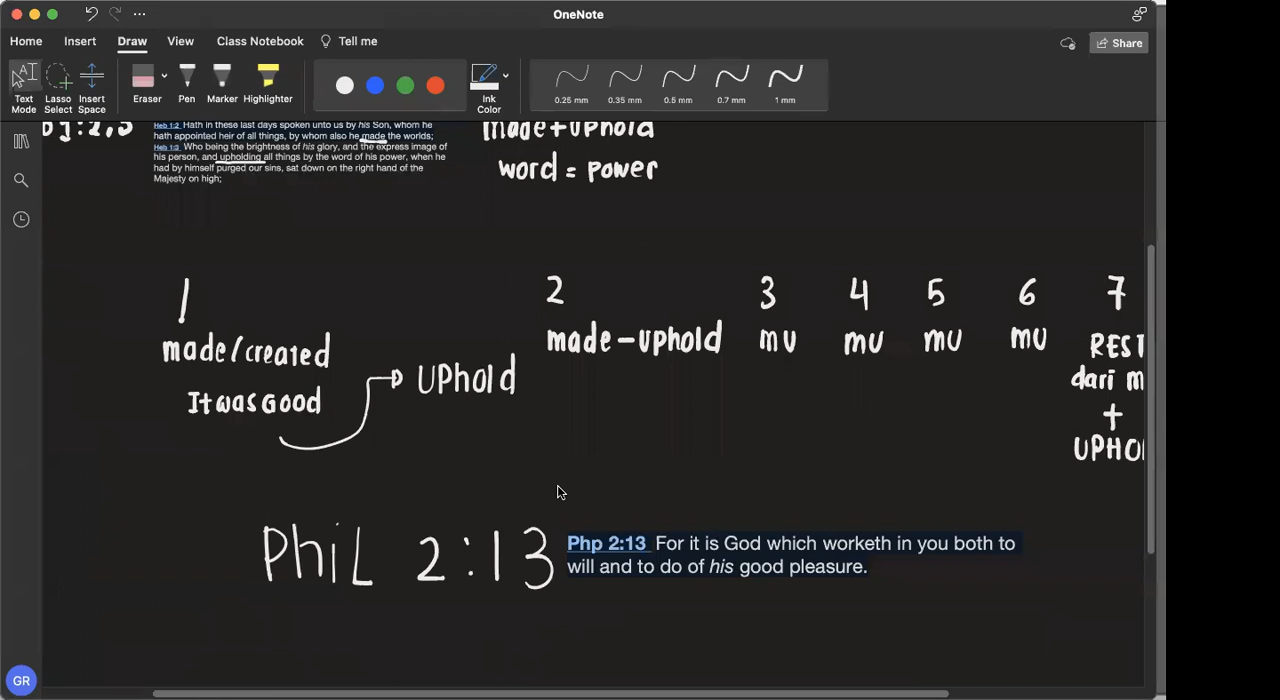 OneNote
Home Insert Draw View Class Notebook Tell me
Share
Text Mode
Lasso Select
Insert Space
Eraser
Pen
Marker
Highlighter
Ink Color
0.25 mm 0.35 mm 0.5 mm 0.7 mm 1 mm
Heb 1:2 Hath in these last days spoken unto us by his Son, whom he
hath appointed heir of all things, by whom also he made the worlds;
Heb 1:3 Who being the brightness of his glory, and the express image of
his person, and upholding all things by the word of his power, when he
had by himself purged our sins, sat down on the right hand of the
Majesty on high;
made+uphold
word = power
1 2 3 4 5 6 7
made/created
It was Good
UPhold
made-uphold
mu mu mu mu
REST
dari m
+
UPHO
PhiL 2:13
Php 2:13 For it is God which worketh in you both to
will and to do of his good pleasure.
GR